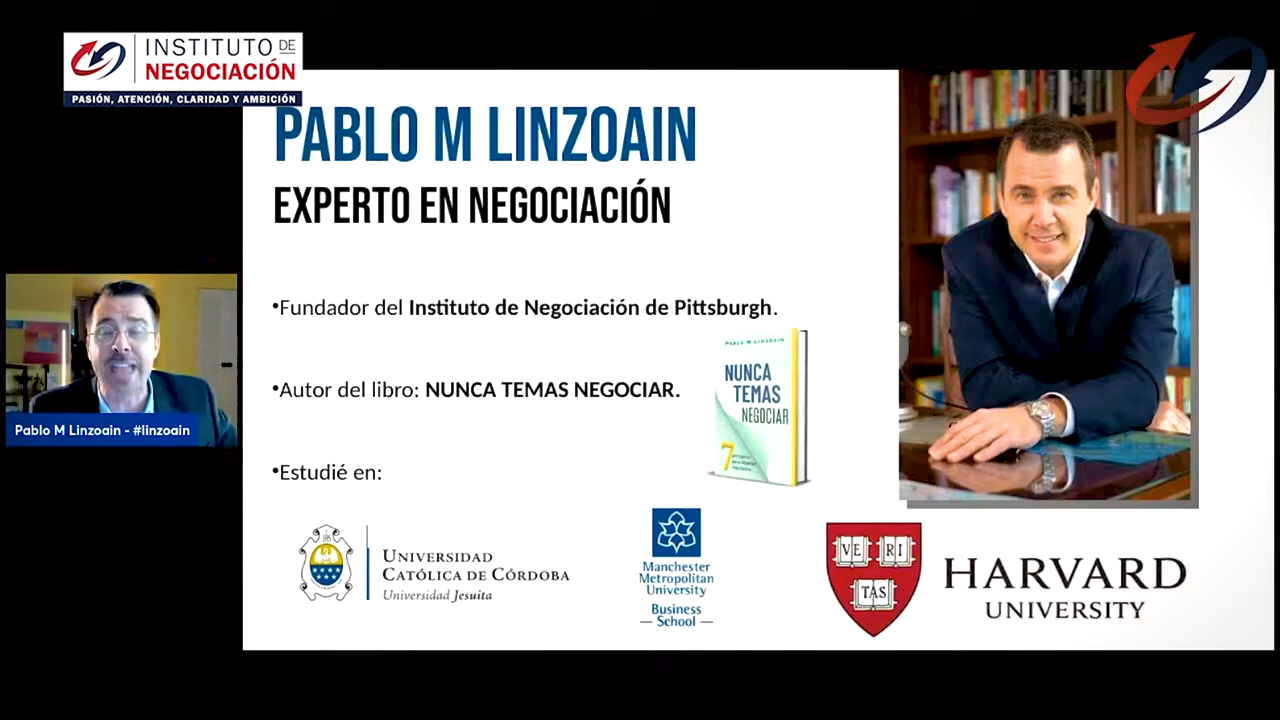 INSTITUTO DE
NEGOCIACIÓN
PASIÓN, ATENCIÓN, CLARIDAD Y AMBICIÓN
PABLO M LINZOAIN
EXPERTO EN NEGOCIACIÓN
•Fundador del Instituto de Negociación de Pittsburgh.
•Autor del libro: NUNCA TEMAS NEGOCIAR.
PABLO M LINZOAIN
NUNCA
TEMAS
NEGOCIAR
7
Pablo M Linzoain - #linzoain
•Estudié en:
UNIVERSIDAD
CATÓLICA DE CÓRDOBA
Universidad Jesuita
Manchester
Metropolitan
University
Business
School
VE RI
TAS
HARVARD
UNIVERSITY